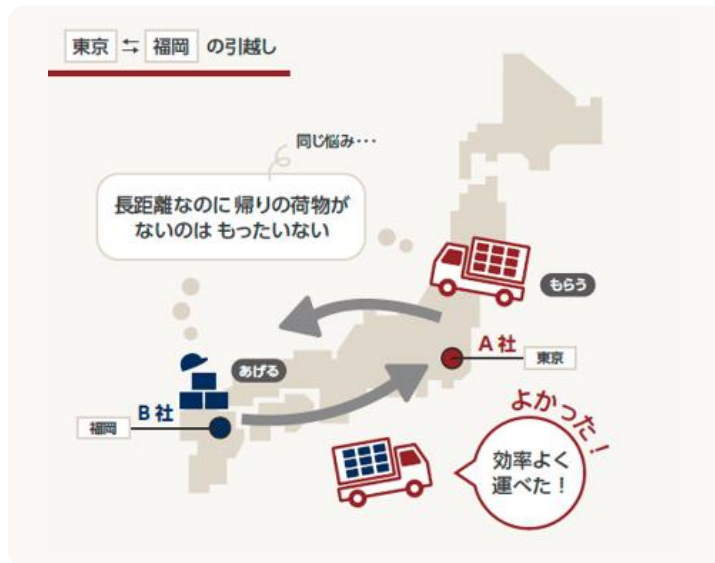 東京 ⇆ 福岡 の引越し
同じ悩み･･･
長距離なのに 帰りの荷物が
ないのは もったいない
もらう
A社
東京
あげる
B社
福岡
よかった！
効率よく
運べた！